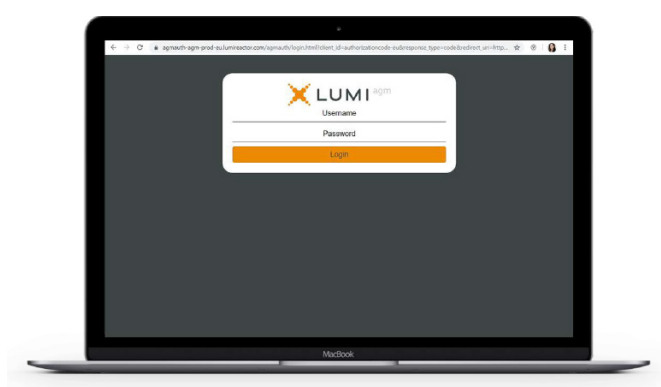 agmauth-agm-prod-eu.lumireactor.com/agmauth/login.html?client_id=authorizationcode-eu&response_type=code&redirect_uri=http...
LUMI agm
Username
Password
Login
MacBook